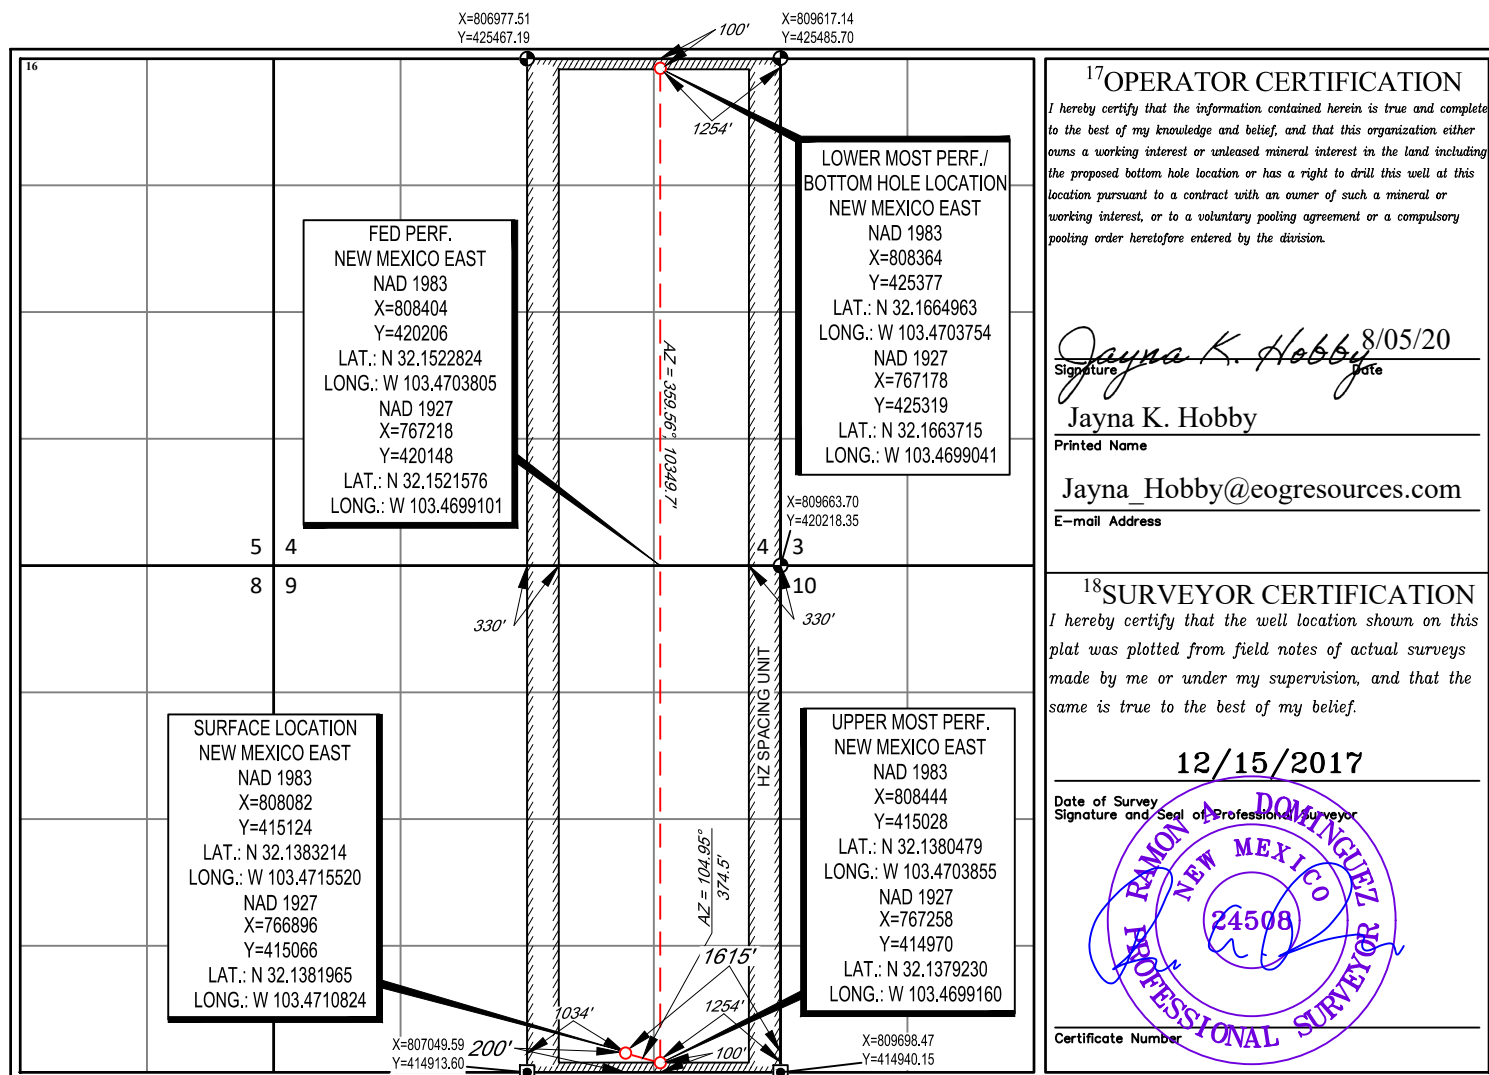 X=806977.51
Y=425467.19
X=809617.14
Y=425485.70
100'
16
1254'
LOWER MOST PERF./
BOTTOM HOLE LOCATION
NEW MEXICO EAST
NAD 1983
X=808364
Y=425377
LAT.: N 32.1664963
LONG.: W 103.4703754
NAD 1927
X=767178
Y=425319
LAT.: N 32.1663715
LONG.: W 103.4699041
FED PERF.
NEW MEXICO EAST
NAD 1983
X=808404
Y=420206
LAT.: N 32.1522824
LONG.: W 103.4703805
NAD 1927
X=767218
Y=420148
LAT.: N 32.1521576
LONG.: W 103.4699101
AZ = 359.56° 10349.7'
X=809663.70
Y=420218.35
5 4
4 3
8 9
10
330'
330'
HZ SPACING UNIT
SURFACE LOCATION
NEW MEXICO EAST
NAD 1983
X=808082
Y=415124
LAT.: N 32.1383214
LONG.: W 103.4715520
NAD 1927
X=766896
Y=415066
LAT.: N 32.1381965
LONG.: W 103.4710824
UPPER MOST PERF.
NEW MEXICO EAST
NAD 1983
X=808444
Y=415028
LAT.: N 32.1380479
LONG.: W 103.4703855
NAD 1927
X=767258
Y=414970
LAT.: N 32.1379230
LONG.: W 103.4699160
AZ = 104.95°
374.5'
1615'
1034'
1254'
200'
100'
X=807049.59
Y=414913.60
X=809698.47
Y=414940.15
17 OPERATOR CERTIFICATION
I hereby certify that the information contained herein is true and complete
to the best of my knowledge and belief, and that this organization either
owns a working interest or unleased mineral interest in the land including
the proposed bottom hole location or has a right to drill this well at this
location pursuant to a contract with an owner of such a mineral or
working interest, or to a voluntary pooling agreement or a compulsory
pooling order heretofore entered by the division.
Jayna K. Hobby 8/05/20
Signature Date
Jayna K. Hobby
Printed Name
Jayna_Hobby@eogresources.com
E-mail Address
18 SURVEYOR CERTIFICATION
I hereby certify that the well location shown on this
plat was plotted from field notes of actual surveys
made by me or under my supervision, and that the
same is true to the best of my belief.
12/15/2017
Date of Survey
Signature and Seal of Professional Surveyor
RAMON A. DOMINGUEZ
NEW MEXICO
24508
PROFESSIONAL SURVEYOR
Certificate Number